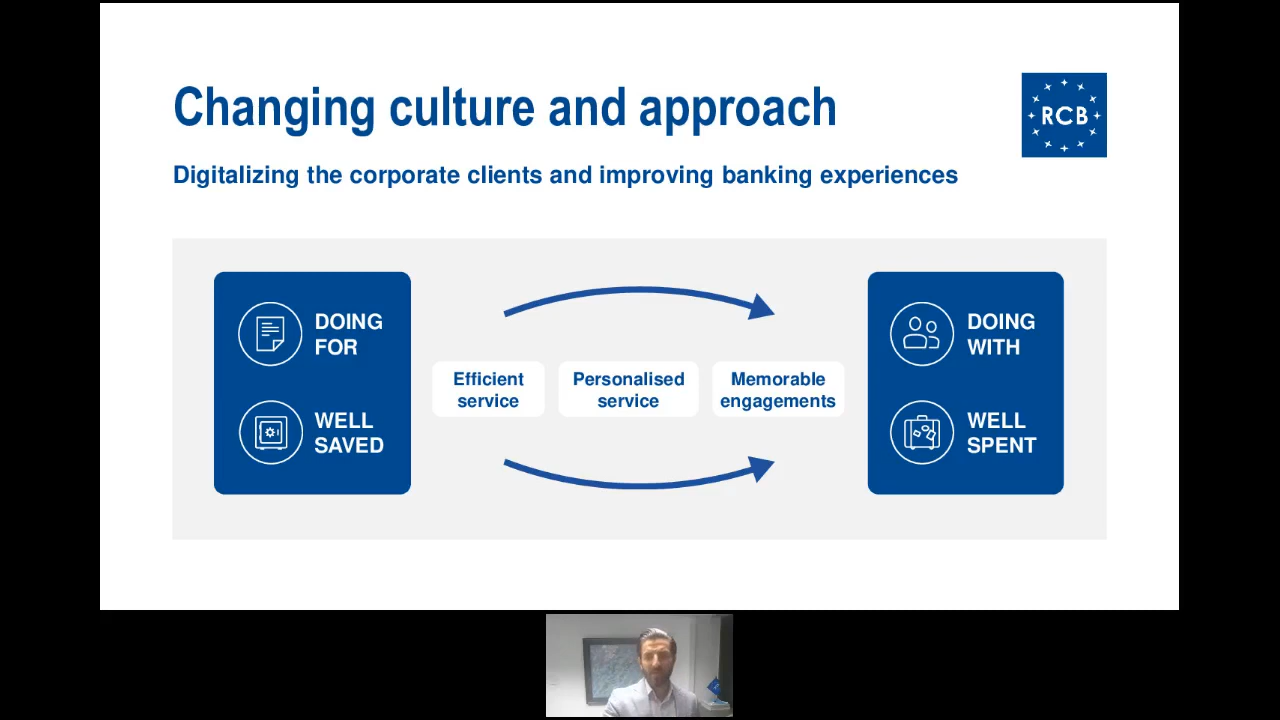 Changing culture and approach
RCB
Digitalizing the corporate clients and improving banking experiences
DOING
FOR
WELL
SAVED
Efficient
service
Personalised
service
Memorable
engagements
DOING
WITH
WELL
SPENT